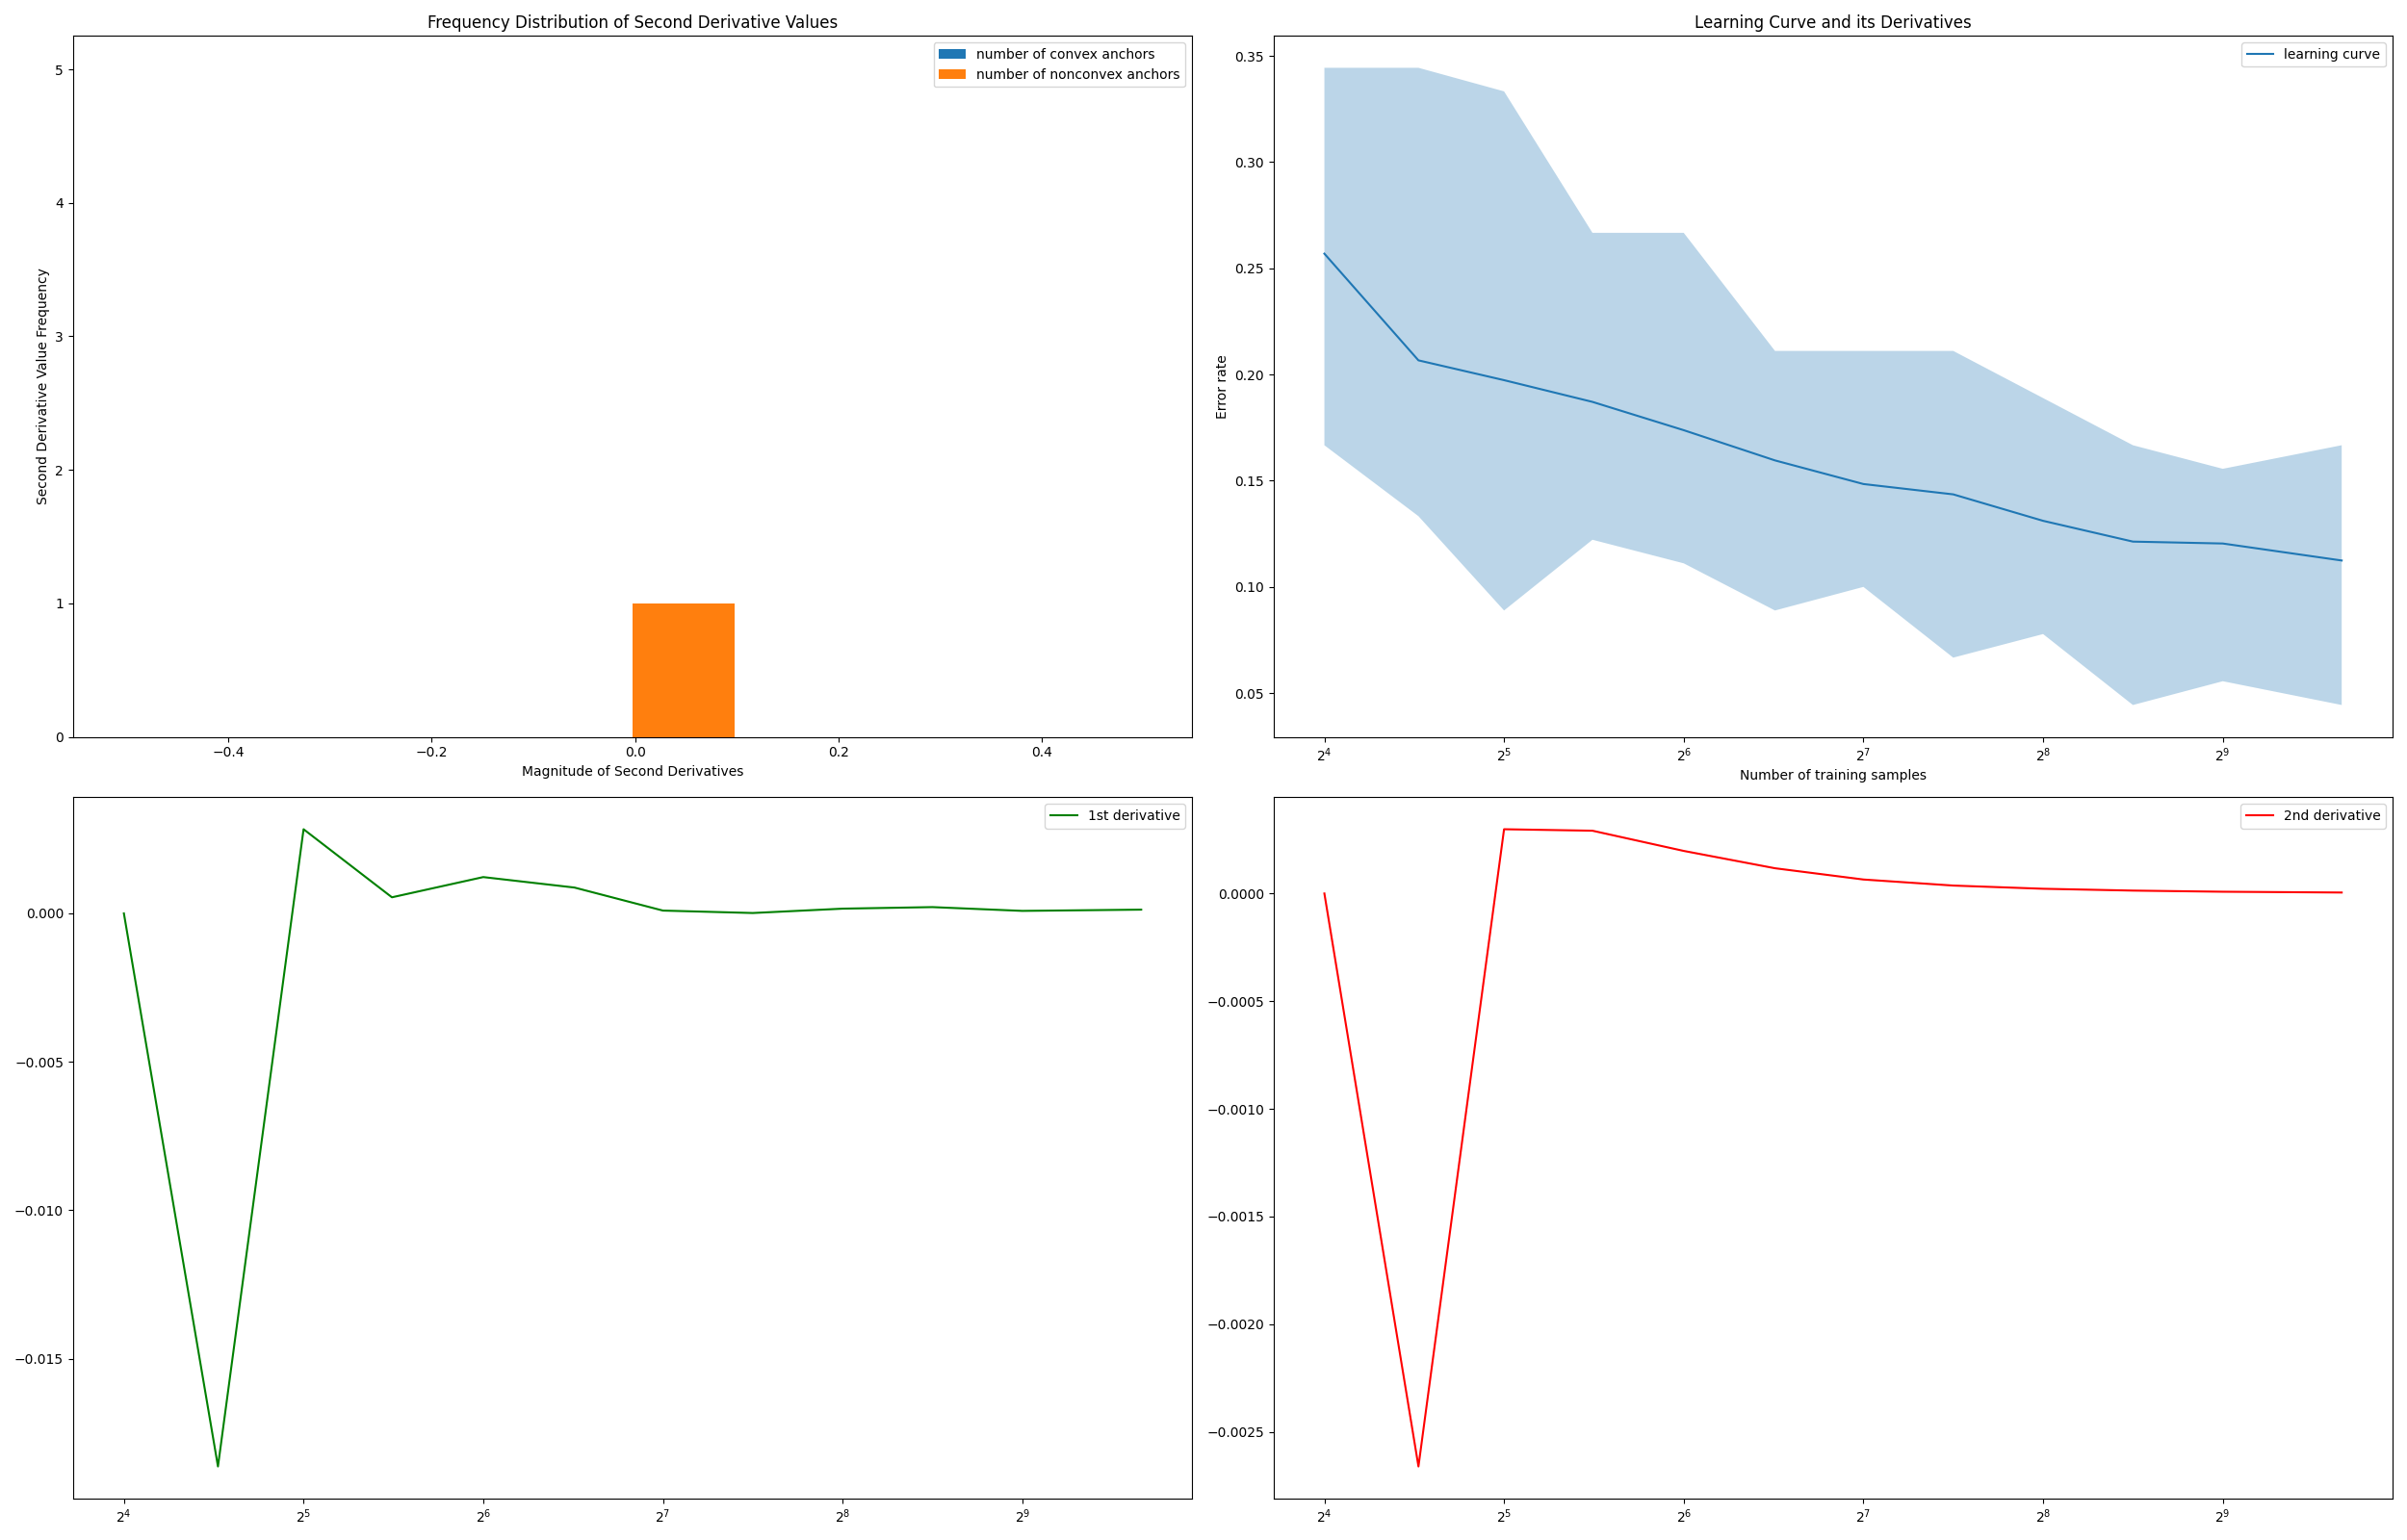 Frequency Distribution of Second Derivative Values
number of convex anchors
number of nonconvex anchors
5
4
3
2
1
0
Second Derivative Value Frequency
−0.4 −0.2 0.0 0.2 0.4
Magnitude of Second Derivatives
Learning Curve and its Derivatives
learning curve
0.35
0.30
0.25
0.20
0.15
0.10
0.05
Error rate
2⁴ 2⁵ 2⁶ 2⁷ 2⁸ 2⁹
Number of training samples
1st derivative
0.000
−0.005
−0.010
−0.015
2⁴ 2⁵ 2⁶ 2⁷ 2⁸ 2⁹
2nd derivative
0.0000
−0.0005
−0.0010
−0.0015
−0.0020
−0.0025
2⁴ 2⁵ 2⁶ 2⁷ 2⁸ 2⁹